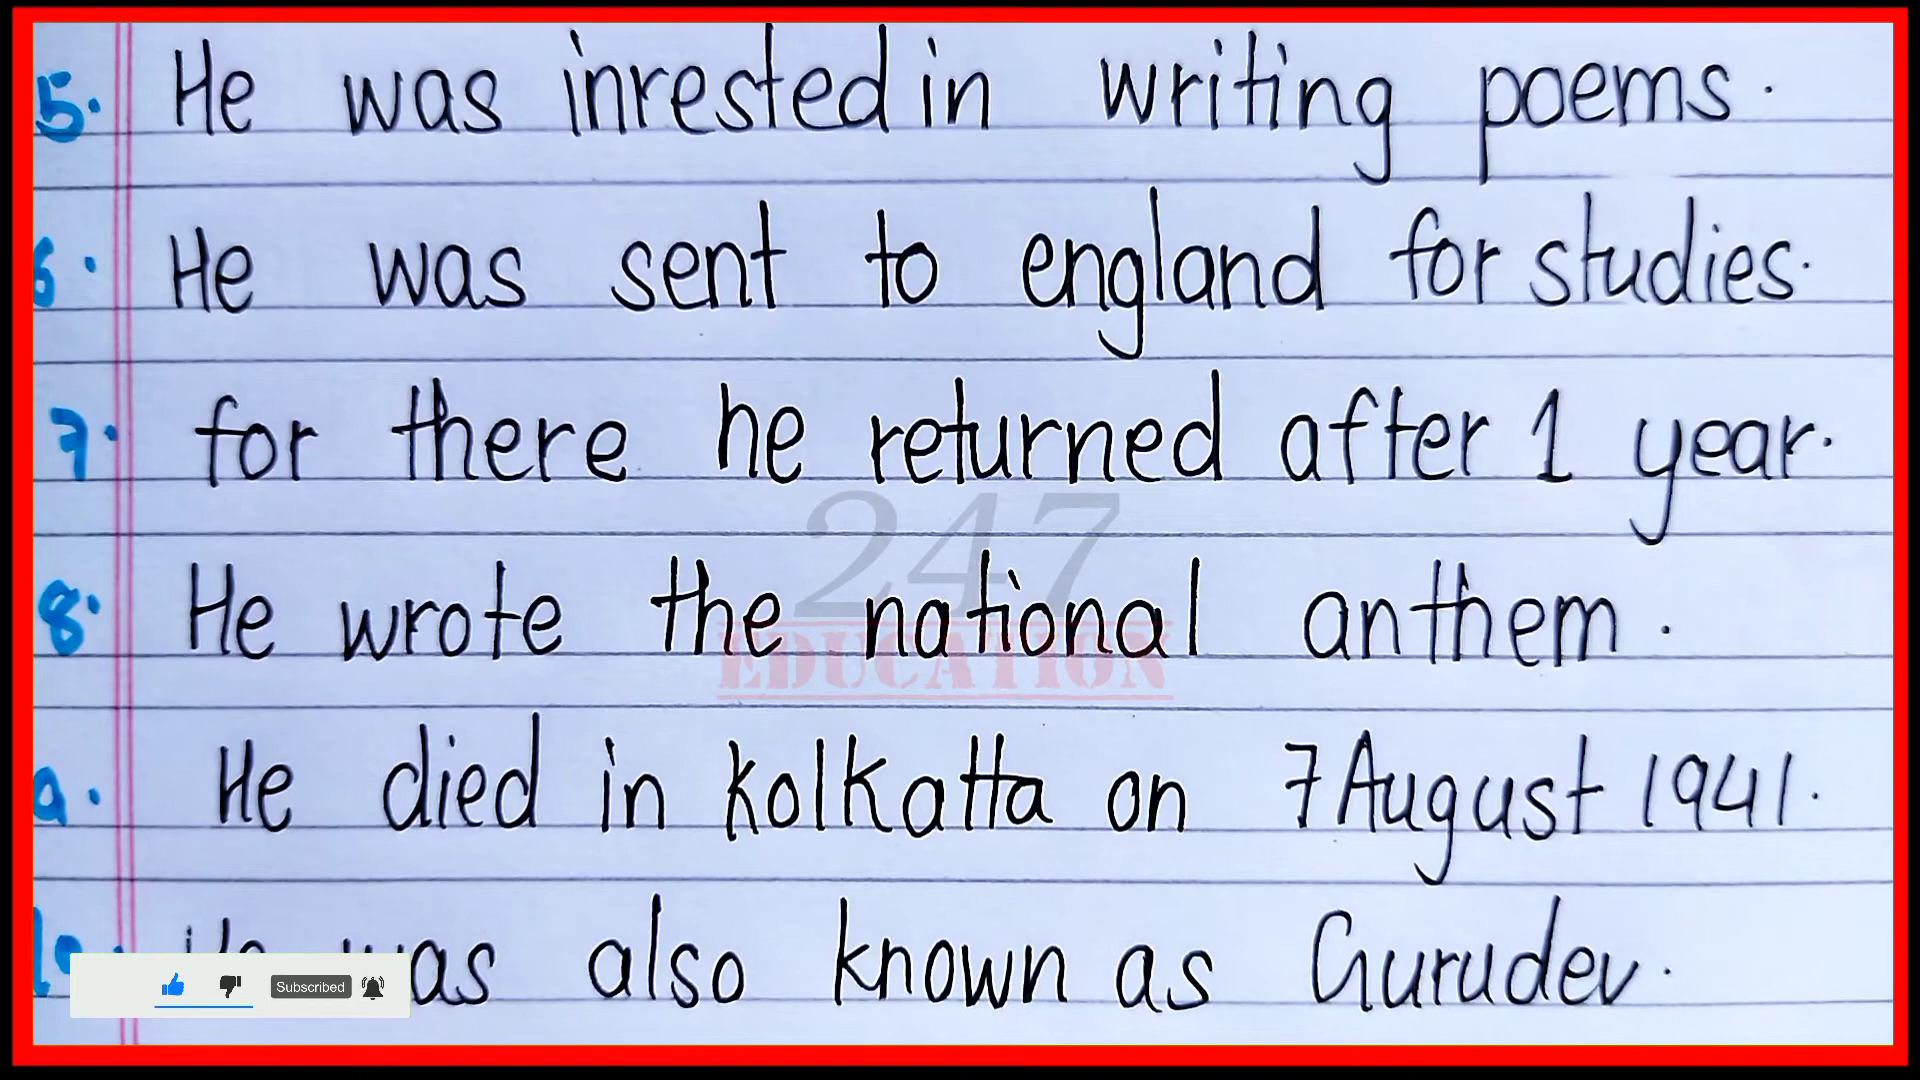 5. He was inrested in writing poems.
6. He was sent to england for studies.
7. for there he returned after 1 year.
8. He wrote the national anthem.
9. He died in kolkatta on 7 August 1941.
10. He was also known as Gurudev.
247
EDUCATION
Subscribed